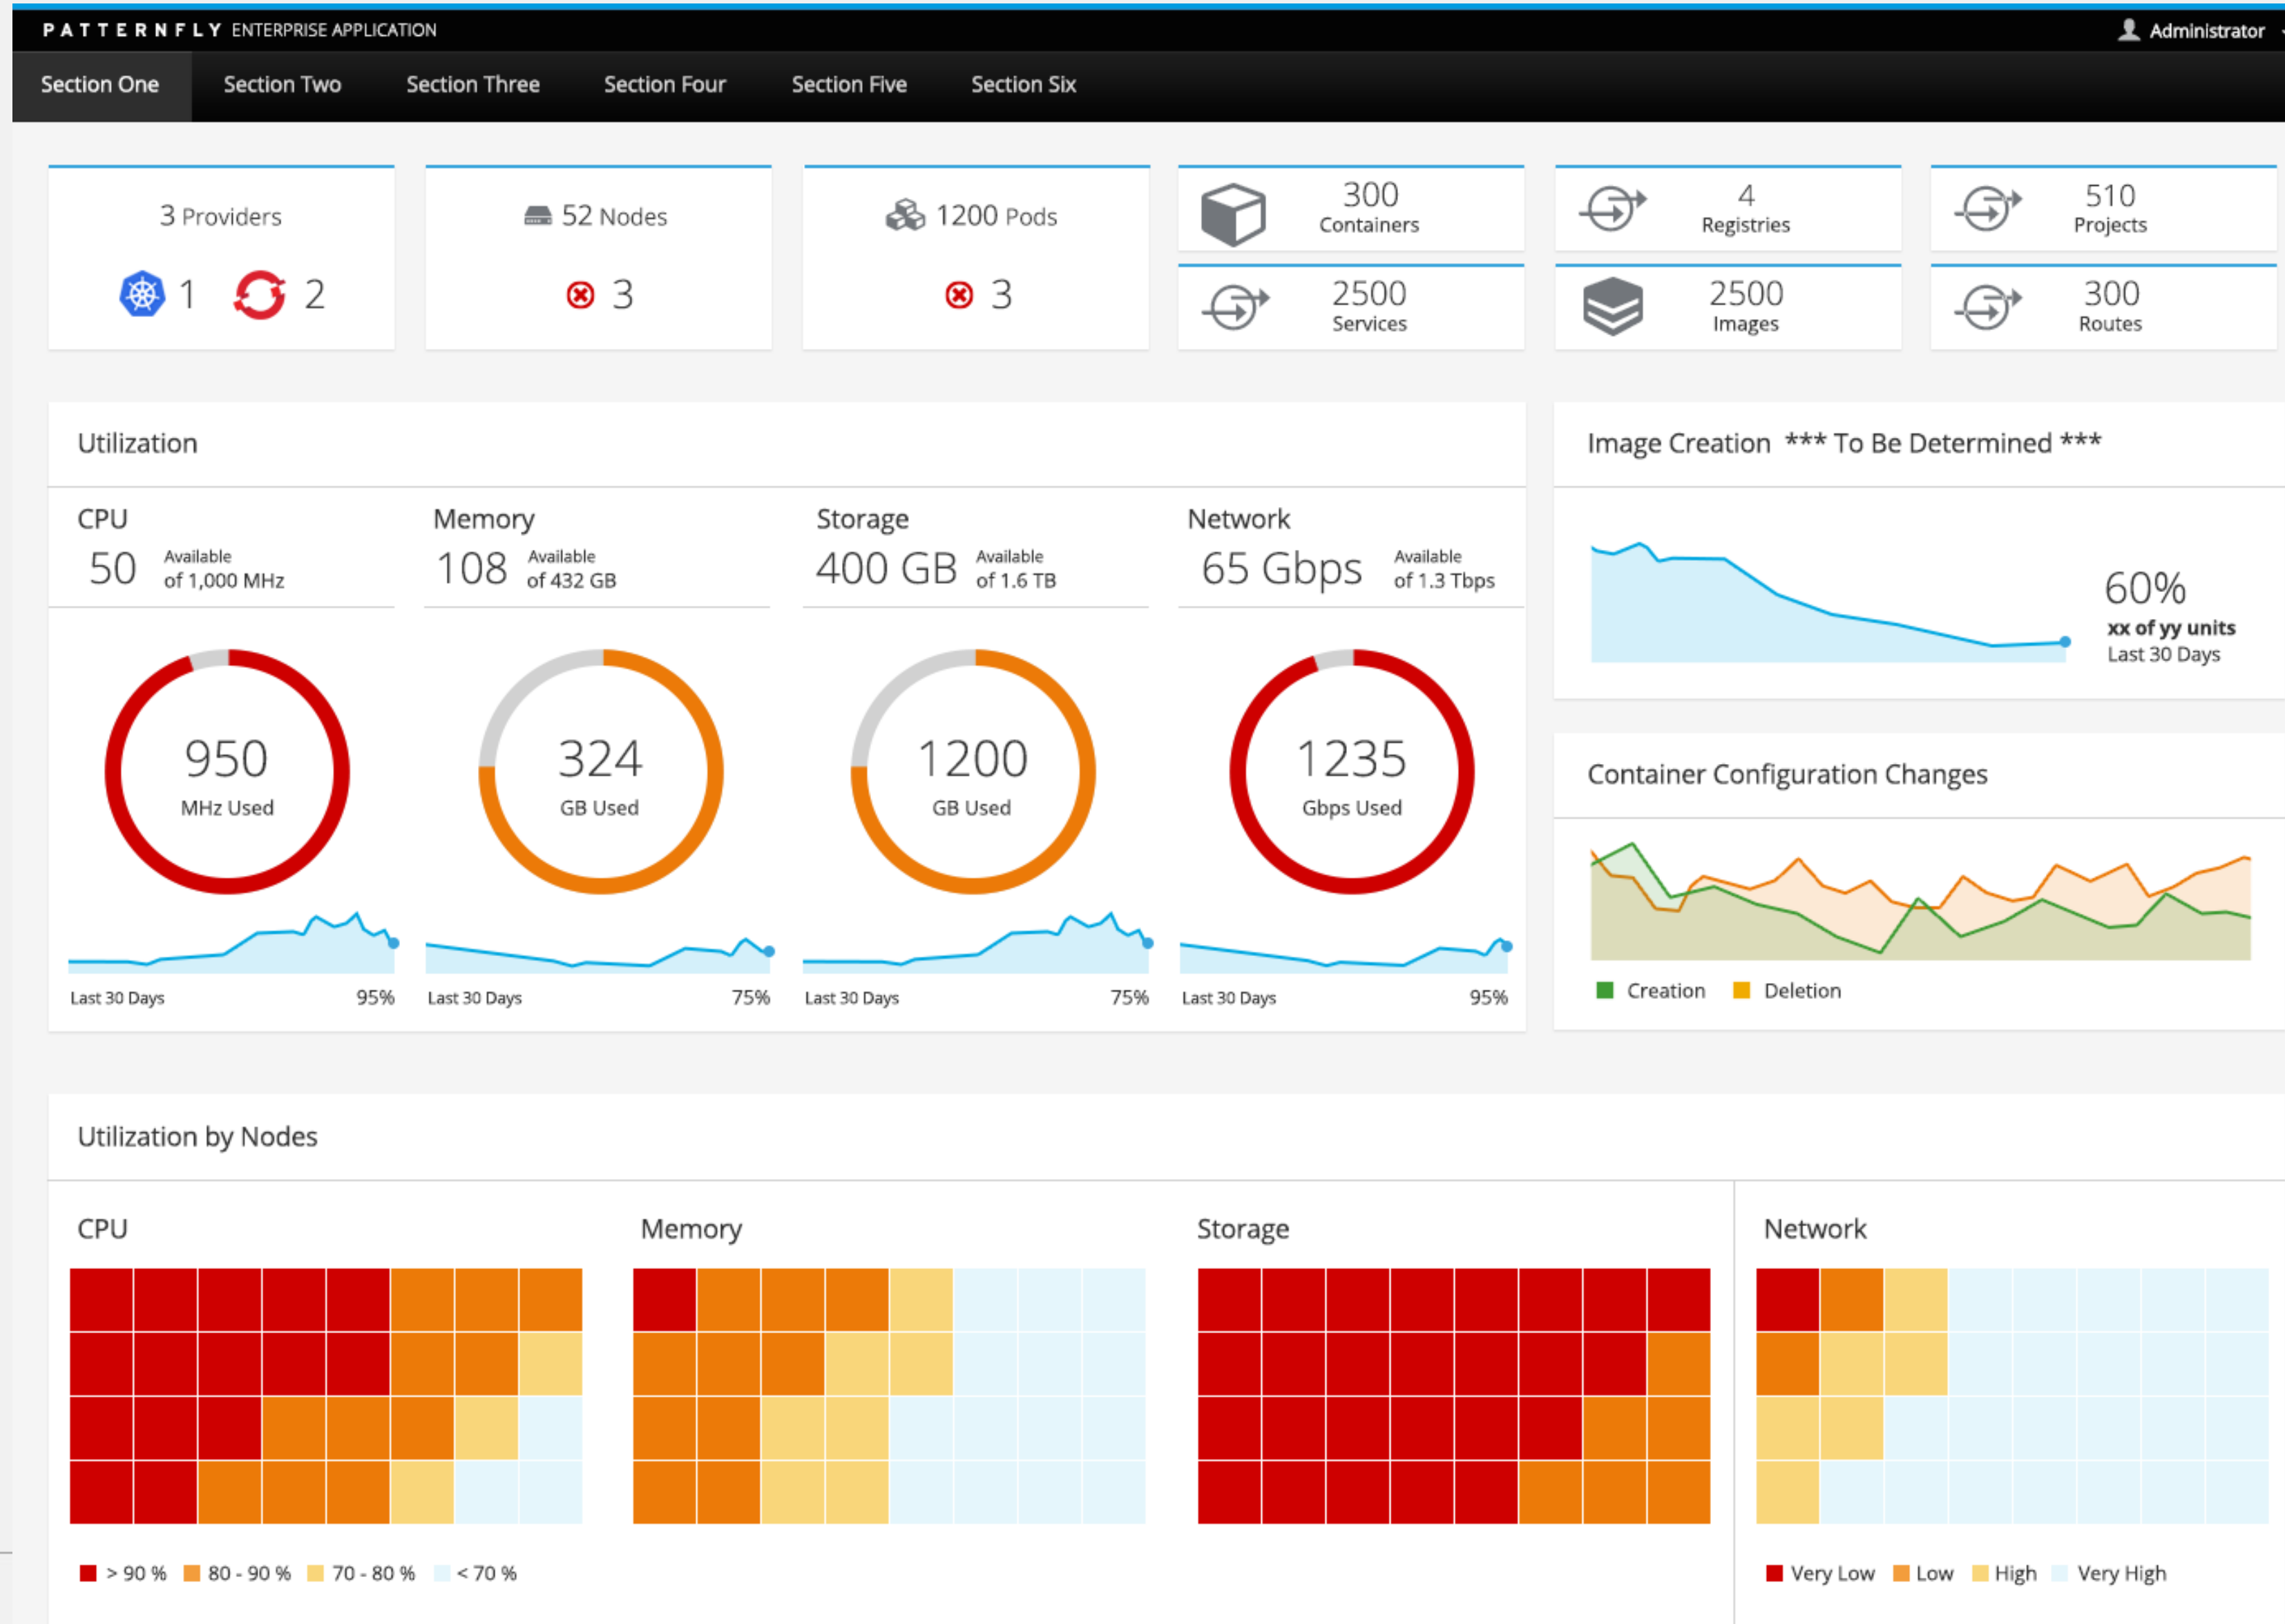 PATTERNFLY ENTERPRISE APPLICATION
Administrator
Section One Section Two Section Three Section Four Section Five Section Six
3 Providers
1 2
52 Nodes
3
1200 Pods
3
300
Containers
4
Registries
510
Projects
2500
Services
2500
Images
300
Routes
Utilization
CPU
50 Available
of 1,000 MHz
950
MHz Used
Last 30 Days 95%
Memory
108 Available
of 432 GB
324
GB Used
Last 30 Days 75%
Storage
400 GB Available
of 1.6 TB
1200
GB Used
Last 30 Days 75%
Network
65 Gbps Available
of 1.3 Tbps
1235
Gbps Used
Last 30 Days 95%
Image Creation *** To Be Determined ***
60%
xx of yy units
Last 30 Days
Container Configuration Changes
Creation Deletion
Utilization by Nodes
CPU
Memory
Storage
Network
> 90 % 80 - 90 % 70 - 80 % < 70 %
Very Low Low High Very High